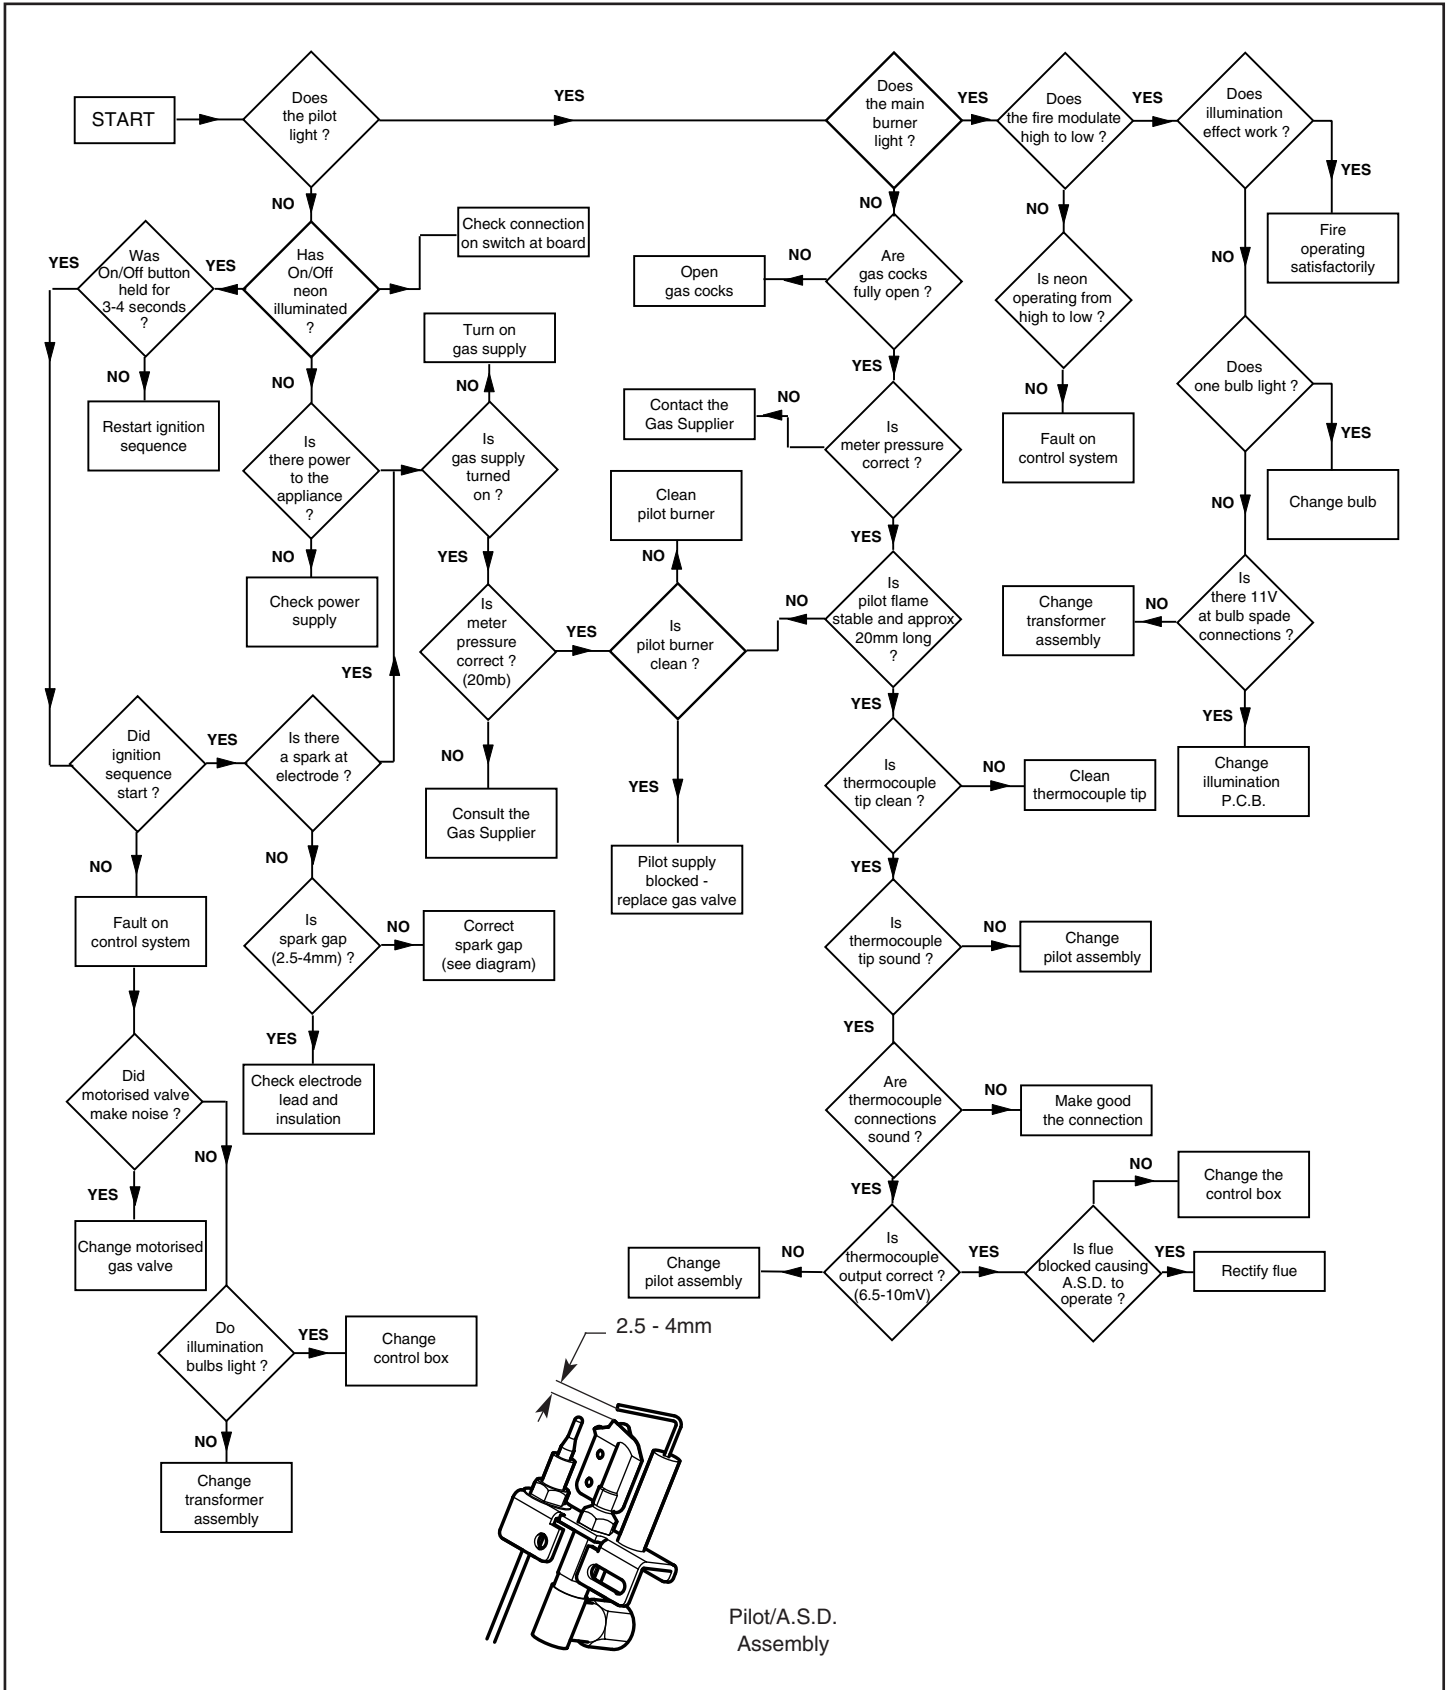 START
Does
the pilot
light ?
YES
Does
the main
burner
light ?
YES
Does
the fire modulate
high to low ?
YES
Does
illumination
effect work ?
YES
Fire
operating
satisfactorily
NO
NO
NO
NO
Was
On/Off button
held for
3-4 seconds
?
YES
YES
Has
On/Off
neon
illuminated
?
Check connection
on switch at board
NO
Restart ignition
sequence
NO
Is
there power
to the
appliance
?
NO
Check power
supply
Turn on
gas supply
NO
Is
gas supply
turned
on ?
YES
Is
meter
pressure
correct ?
(20mb)
YES
NO
Consult the
Gas Supplier
Clean
pilot burner
NO
Is
pilot burner
clean ?
YES
Pilot supply
blocked -
replace gas valve
Open
gas cocks
NO
Are
gas cocks
fully open ?
YES
Contact the
Gas Supplier
NO
Is
meter pressure
correct ?
YES
NO
Is
pilot flame
stable and approx
20mm long
?
YES
Is
thermocouple
tip clean ?
NO
Clean
thermocouple tip
YES
Is
thermocouple
tip sound ?
NO
Change
pilot assembly
YES
Are
thermocouple
connections
sound ?
NO
Make good
the connection
YES
Is
thermocouple
output correct ?
(6.5-10mV)
NO
Change
pilot assembly
YES
Is flue
blocked causing
A.S.D. to
operate ?
NO
Change the
control box
YES
Rectify flue
Is neon
operating from
high to low ?
NO
Fault on
control system
Does
one bulb light ?
YES
Change bulb
NO
Is
there 11V
at bulb spade
connections ?
NO
Change
transformer
assembly
YES
Change
illumination
P.C.B.
Did
ignition
sequence
start ?
YES
Is there
a spark at
electrode ?
YES
NO
Fault on
control system
NO
Is
spark gap
(2.5-4mm) ?
NO
Correct
spark gap
(see diagram)
YES
Check electrode
lead and
insulation
Did
motorised valve
make noise ?
NO
YES
Change motorised
gas valve
Do
illumination
bulbs light ?
YES
Change
control box
NO
Change
transformer
assembly
2.5 - 4mm
Pilot/A.S.D.
Assembly